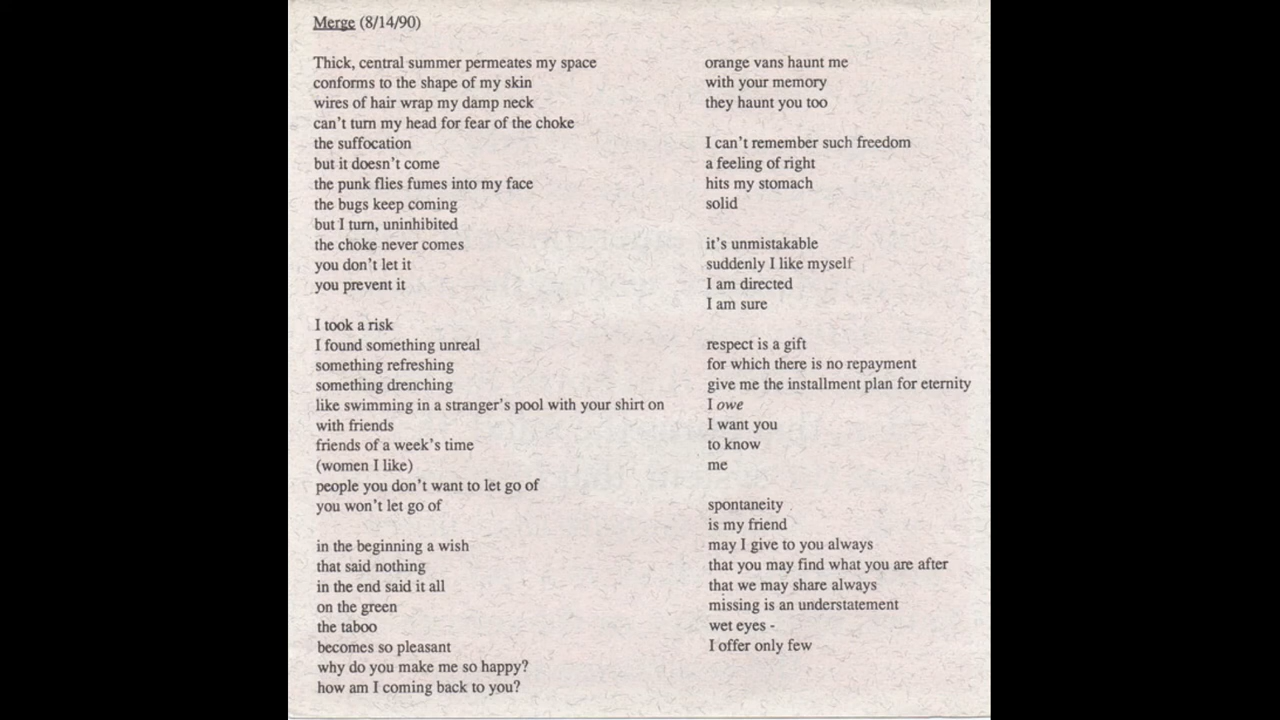 Merge (8/14/90)
Thick, central summer permeates my space
conforms to the shape of my skin
wires of hair wrap my damp neck
can't turn my head for fear of the choke
the suffocation
but it doesn't come
the punk flies fumes into my face
the bugs keep coming
but I turn, uninhibited
the choke never comes
you don't let it
you prevent it
I took a risk
I found something unreal
something refreshing
something drenching
like swimming in a stranger's pool with your shirt on
with friends
friends of a week's time
(women I like)
people you don't want to let go of
you won't let go of
in the beginning a wish
that said nothing
in the end said it all
on the green
the taboo
becomes so pleasant
why do you make me so happy?
how am I coming back to you?
orange vans haunt me
with your memory
they haunt you too
I can't remember such freedom
a feeling of right
hits my stomach
solid
it's unmistakable
suddenly I like myself
I am directed
I am sure
respect is a gift
for which there is no repayment
give me the installment plan for eternity
I owe
I want you
to know
me
spontaneity
is my friend
may I give to you always
that you may find what you are after
that we may share always
missing is an understatement
wet eyes -
I offer only few